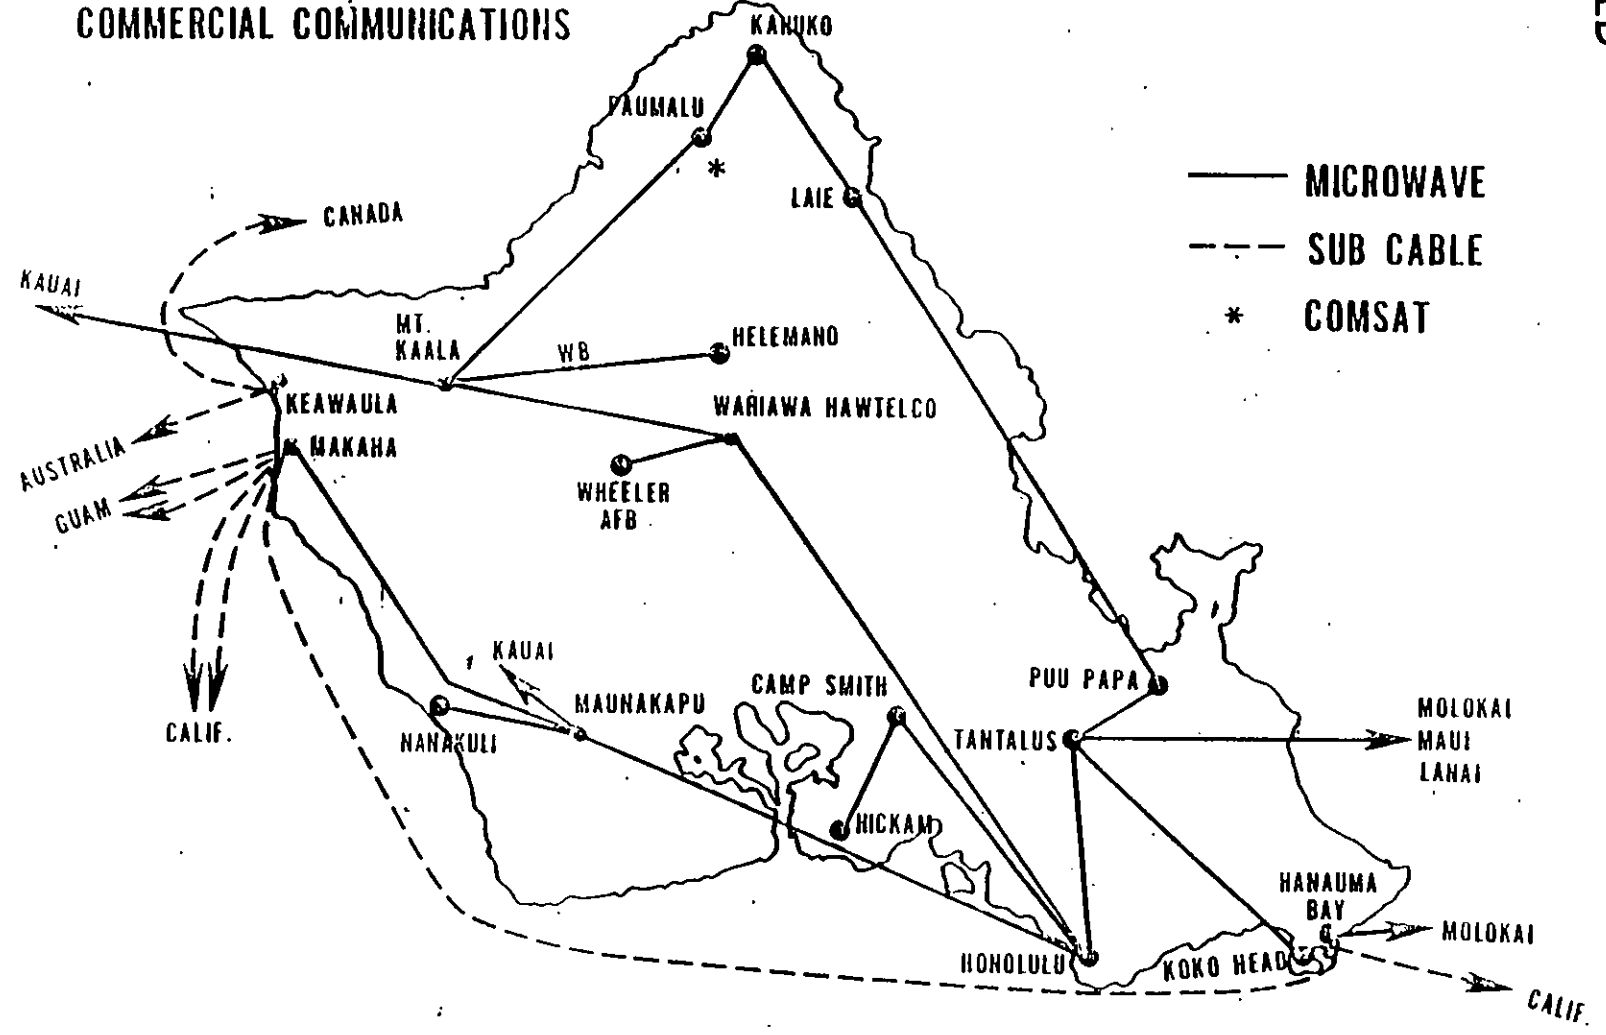 COMMERCIAL COMMUNICATIONS
KAHUKO
PAUMALU
*
LAIE
MICROWAVE
SUB CABLE
* COMSAT
CANADA
KAUAI
MT.
KAALA
WB
HELEMANO
KEAWAULA
WAHIAWA HAWTELCO
MAKAHA
AUSTRALIA
GUAM
WHEELER
AFB
CALIF.
KAUAI
NANAKULI
MAUNAKAPU
CAMP SMITH
HICKAM
PUU PAPA
TANTALUS
MOLOKAI
MAUI
LANAI
HANAUMA
BAY
MOLOKAI
HONOLULU
KOKO HEAD
CALIF.